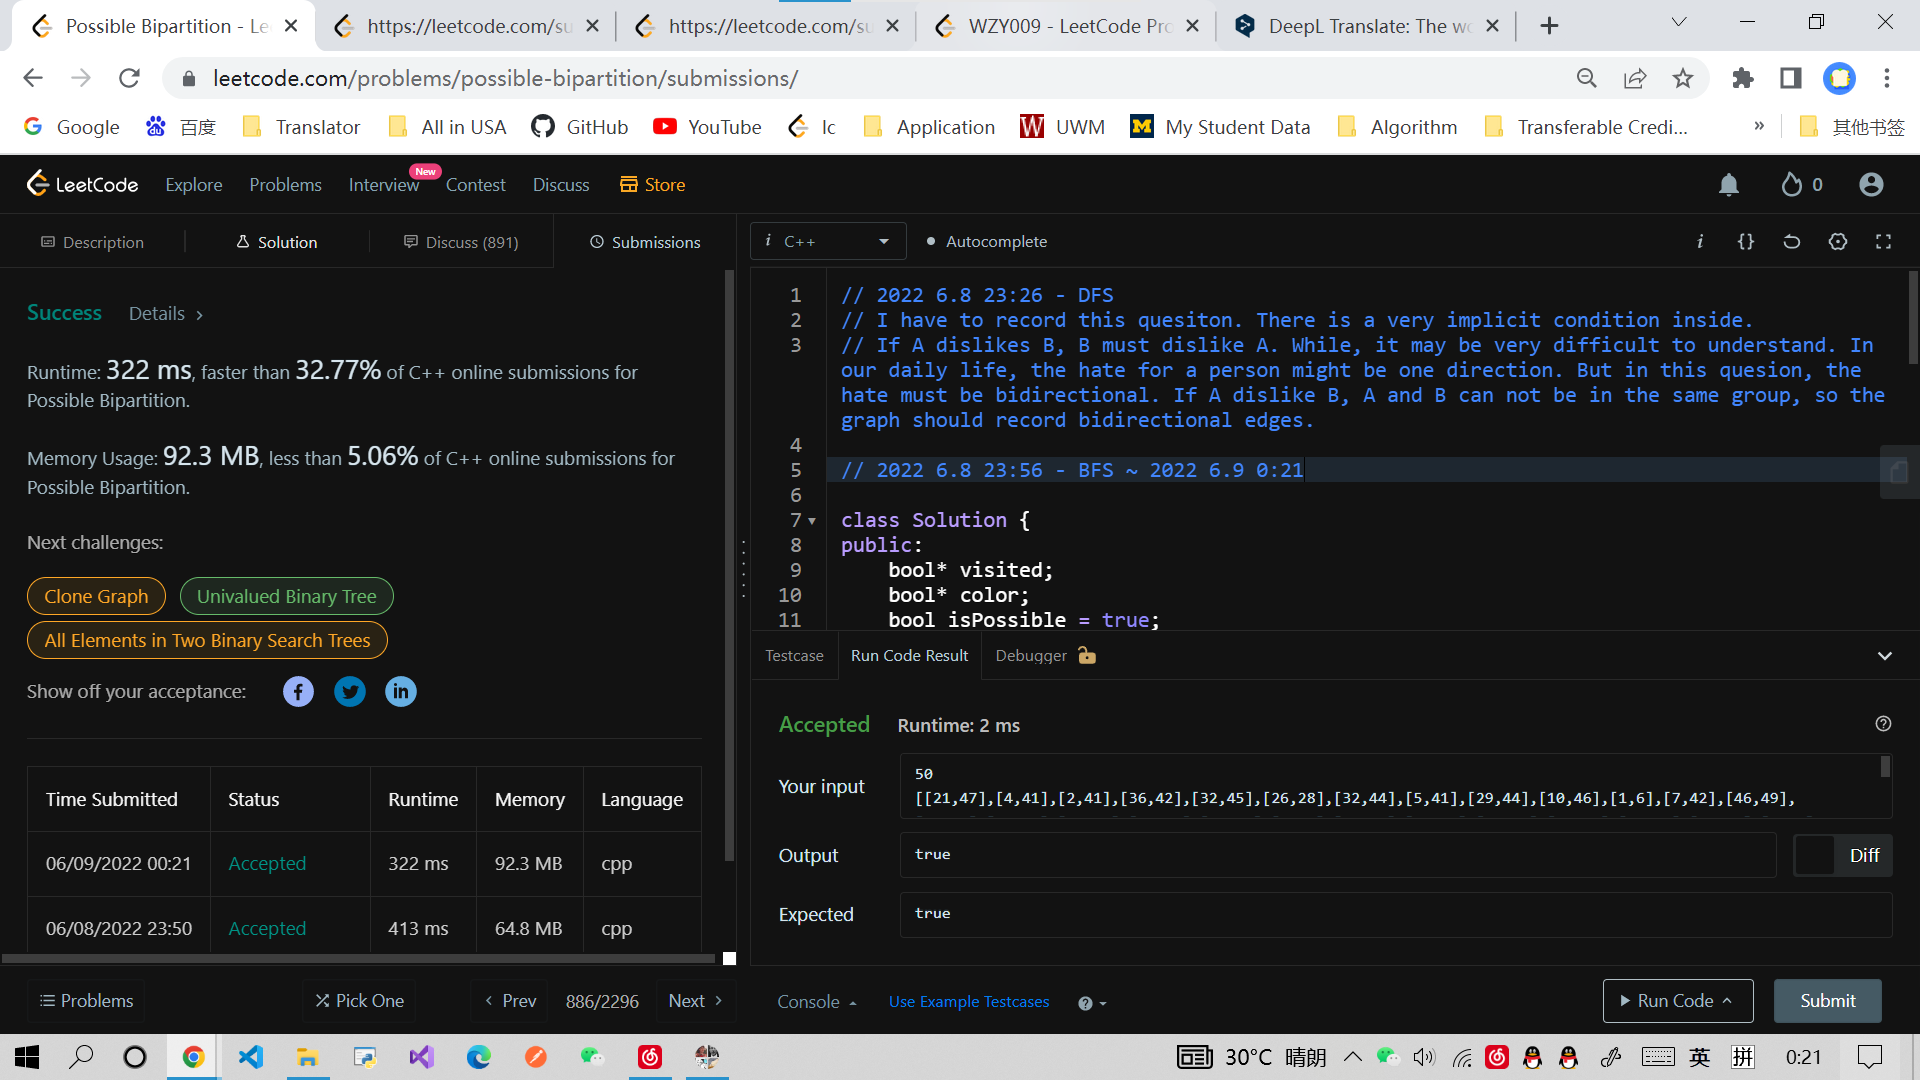 Possible Bipartition - Le
https://leetcode.com/su
https://leetcode.com/su
WZY009 - LeetCode Pro
DeepL Translate: The wo
leetcode.com/problems/possible-bipartition/submissions/
Google
百度
Translator
All in USA
GitHub
YouTube
lc
Application
UWM
My Student Data
Algorithm
Transferable Credi...
»
其他书签
LeetCode
Explore
Problems
Interview
New
Contest
Discuss
Store
0
Description
Solution
Discuss (891)
Submissions
i C++
Autocomplete
i {}
Success
Details >
Runtime: 322 ms, faster than 32.77% of C++ online submissions for
Possible Bipartition.
Memory Usage: 92.3 MB, less than 5.06% of C++ online submissions for
Possible Bipartition.
Next challenges:
Clone Graph
Univalued Binary Tree
All Elements in Two Binary Search Trees
Show off your acceptance:
Time Submitted Status Runtime Memory Language
06/09/2022 00:21 Accepted 322 ms 92.3 MB cpp
06/08/2022 23:50 Accepted 413 ms 64.8 MB cpp
1 // 2022 6.8 23:26 - DFS
2 // I have to record this quesiton. There is a very implicit condition inside.
3 // If A dislikes B, B must dislike A. While, it may be very difficult to understand. In
our daily life, the hate for a person might be one direction. But in this quesion, the
hate must be bidirectional. If A dislike B, A and B can not be in the same group, so the
graph should record bidirectional edges.
4
5 // 2022 6.8 23:56 - BFS ~ 2022 6.9 0:21
6
7 class Solution {
8 public:
9 bool* visited;
10 bool* color;
11 bool isPossible = true;
Testcase
Run Code Result
Debugger
Accepted
Runtime: 2 ms
Your input
50
[[21,47],[4,41],[2,41],[36,42],[32,45],[26,28],[32,44],[5,41],[29,44],[10,46],[1,6],[7,42],[46,49],
Output
true
Diff
Expected
true
Problems
Pick One
Prev
886/2296
Next
Console
Use Example Testcases
Run Code
Submit
30°C 晴朗
英
拼
0:21